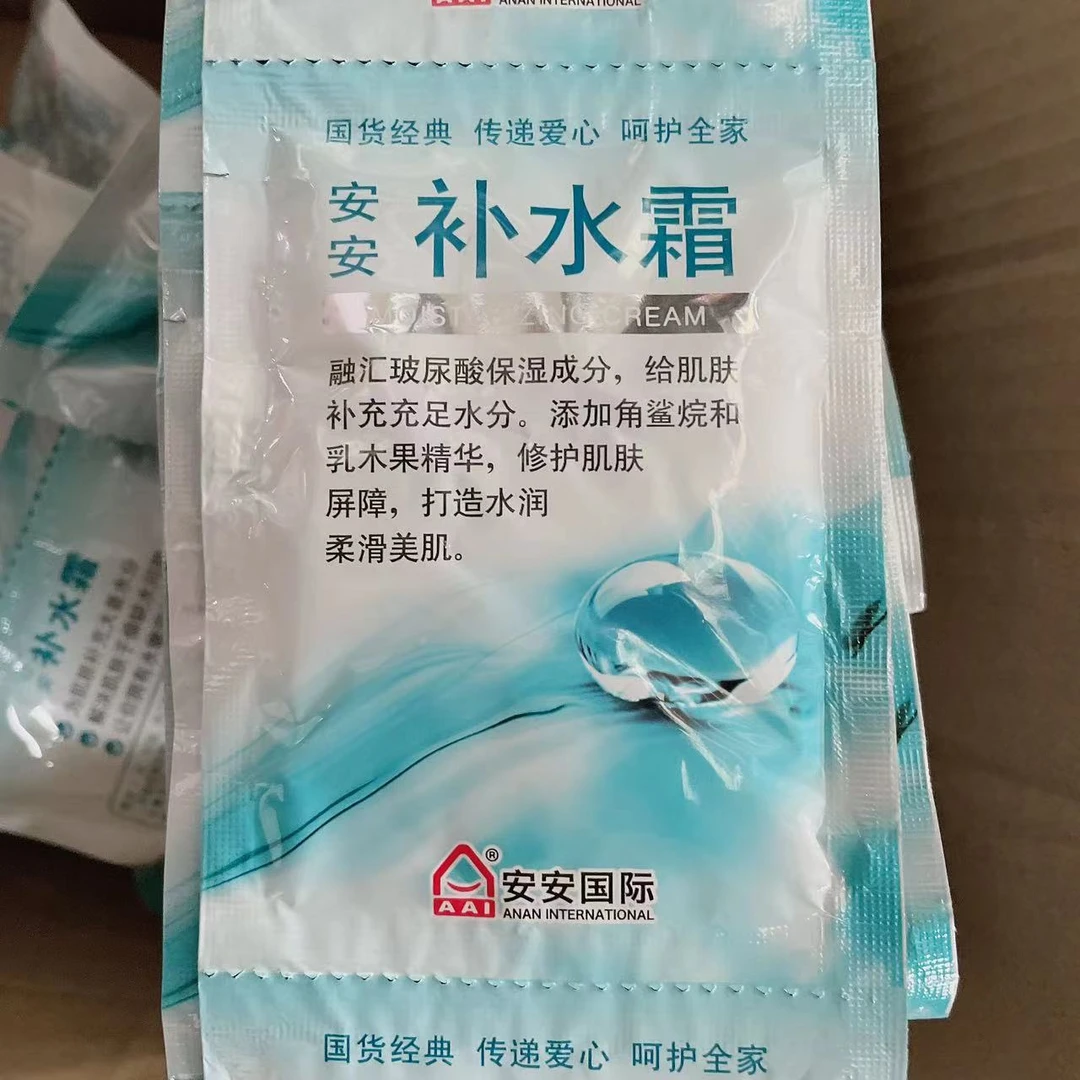 ANAN INTERNATIONAL
国货经典 传递爱心 呵护全家
安安 补水霜
CREAM
融汇玻尿酸保湿成分，给肌肤
补充充足水分。添加角鲨烷和
乳木果精华，修护肌肤
屏障，打造水润
柔滑美肌。
AAI ® 安安国际
ANAN INTERNATIONAL
国货经典 传递爱心 呵护全家
补水霜